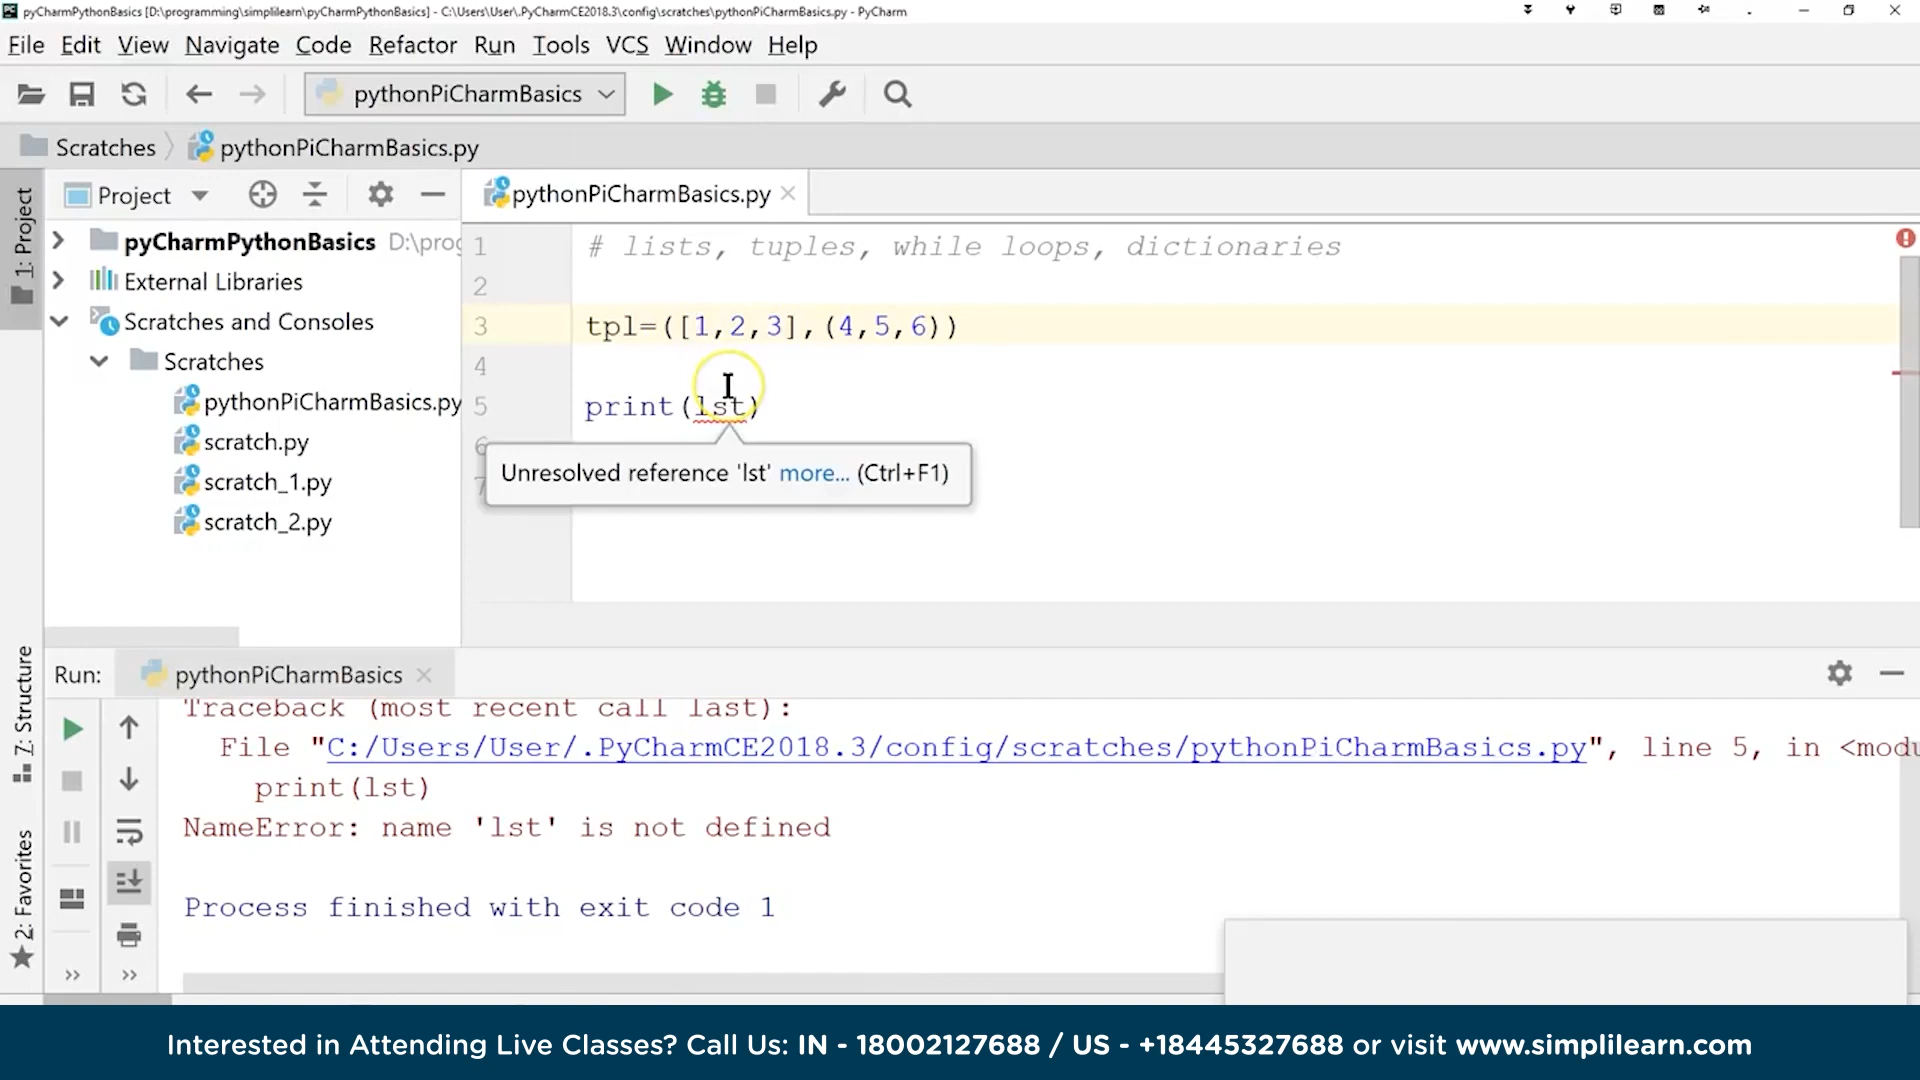 pyCharmPythonBasics [D:\programming\simplilearn\pyCharmPythonBasics] - C:\Users\User\.PyCharmCE2018.3\config\scratches\pythonPiCharmBasics.py - PyCharm
File Edit View Navigate Code Refactor Run Tools VCS Window Help
pythonPiCharmBasics
Scratches pythonPiCharmBasics.py
1: Project
Project
pythonPiCharmBasics.py
pyCharmPythonBasics D:\prog
External Libraries
Scratches and Consoles
Scratches
pythonPiCharmBasics.py
scratch.py
scratch_1.py
scratch_2.py
1 # lists, tuples, while loops, dictionaries
2
3 tpl=([1,2,3],(4,5,6))
4
5 print(lst)
6
7
Unresolved reference 'lst' more... (Ctrl+F1)
7: Structure
2: Favorites
Run: pythonPiCharmBasics
Traceback (most recent call last):
File "C:/Users/User/.PyCharmCE2018.3/config/scratches/pythonPiCharmBasics.py", line 5, in <modu
print(lst)
NameError: name 'lst' is not defined
Process finished with exit code 1
Interested in Attending Live Classes? Call Us: IN - 18002127688 / US - +18445327688 or visit www.simplilearn.com